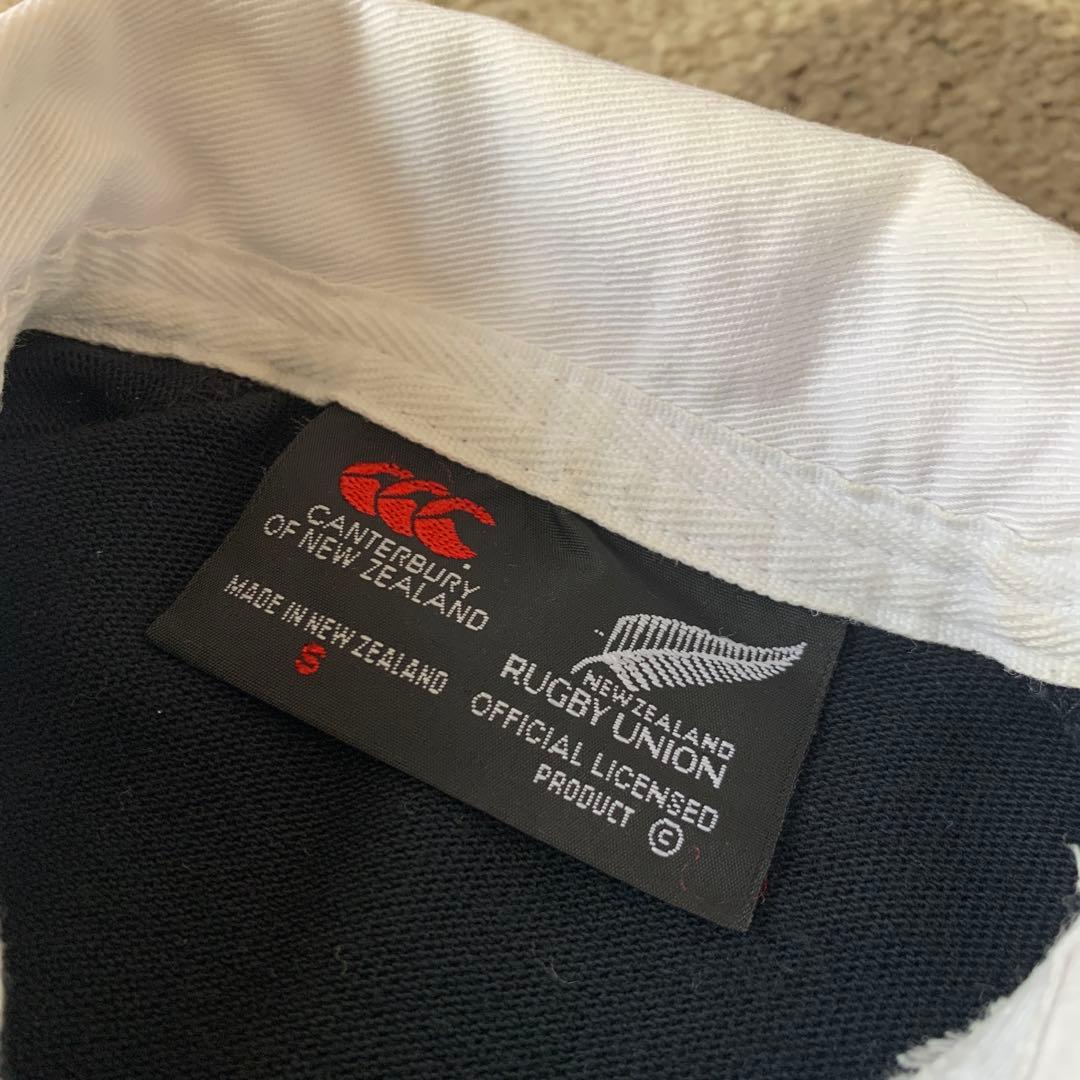 CANTERBURY
OF NEW ZEALAND
MADE IN NEW ZEALAND
S
NEW ZEALAND
RUGBY UNION
OFFICIAL LICENSED
PRODUCT ©